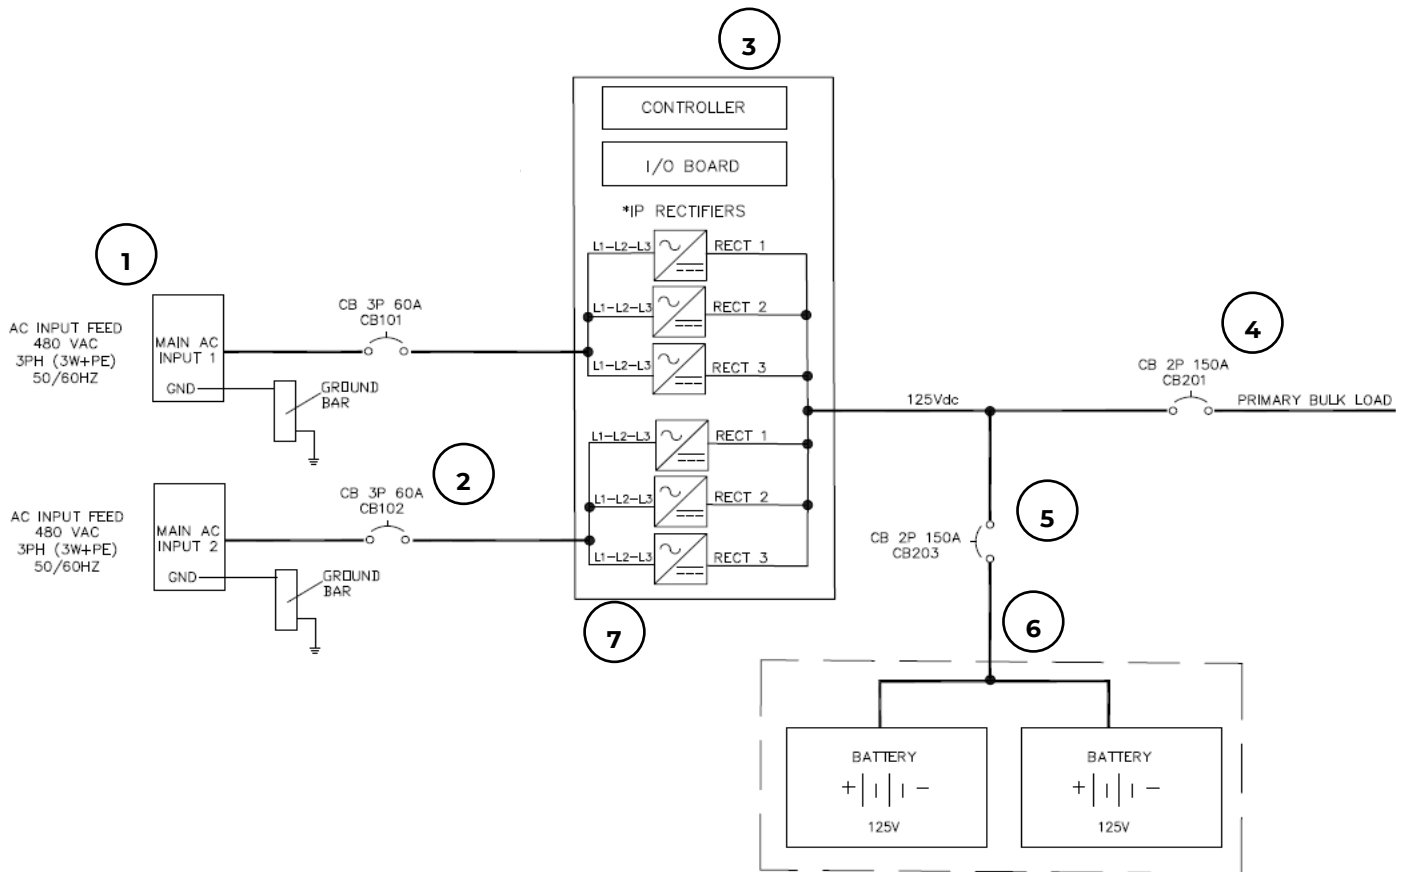 3
CONTROLLER
I/O BOARD
*IP RECTIFIERS
L1-L2-L3
RECT 1
L1-L2-L3
RECT 2
L1-L2-L3
RECT 3
L1-L2-L3
RECT 1
L1-L2-L3
RECT 2
L1-L2-L3
RECT 3
7
1
AC INPUT FEED
480 VAC
3PH (3W+PE)
50/60HZ
MAIN AC
INPUT 1
GND
GROUND
BAR
CB 3P 60A
CB101
2
AC INPUT FEED
480 VAC
3PH (3W+PE)
50/60HZ
MAIN AC
INPUT 2
GND
GROUND
BAR
CB 3P 60A
CB102
125Vdc
4
CB 2P 150A
CB201
PRIMARY BULK LOAD
5
CB 2P 150A
CB203
6
BATTERY
+ −
125V
BATTERY
+ −
125V